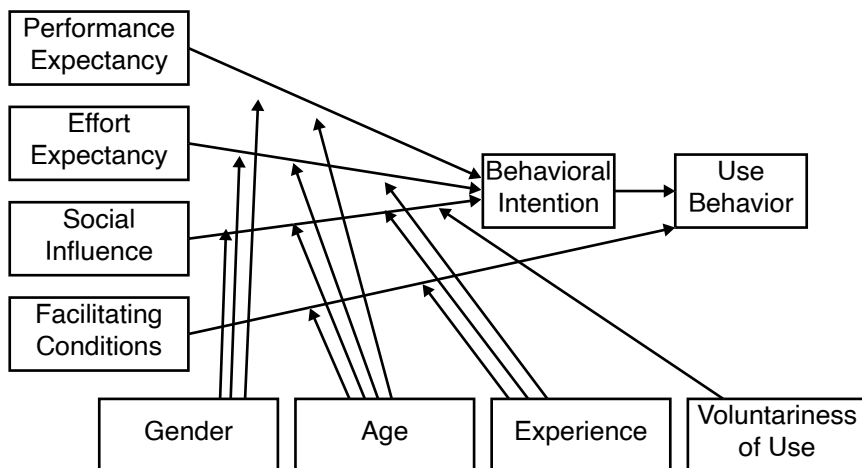 Performance
Expectancy
Effort
Expectancy
Social
Influence
Facilitating
Conditions
Behavioral
Intention
Use
Behavior
Gender
Age
Experience
Voluntariness
of Use